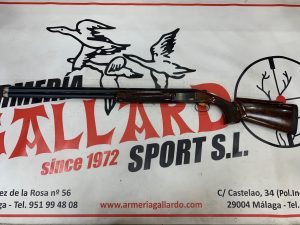 ARMERÍA
GALLARDO
since 1972 SPORT S.L.
ez de la Rosa nº 56
ga - Tel. 951 99 48 08
www.armeriagallardo.com
C/ Castelao, 34 (Pol.Ind
29004 Málaga - Tel.